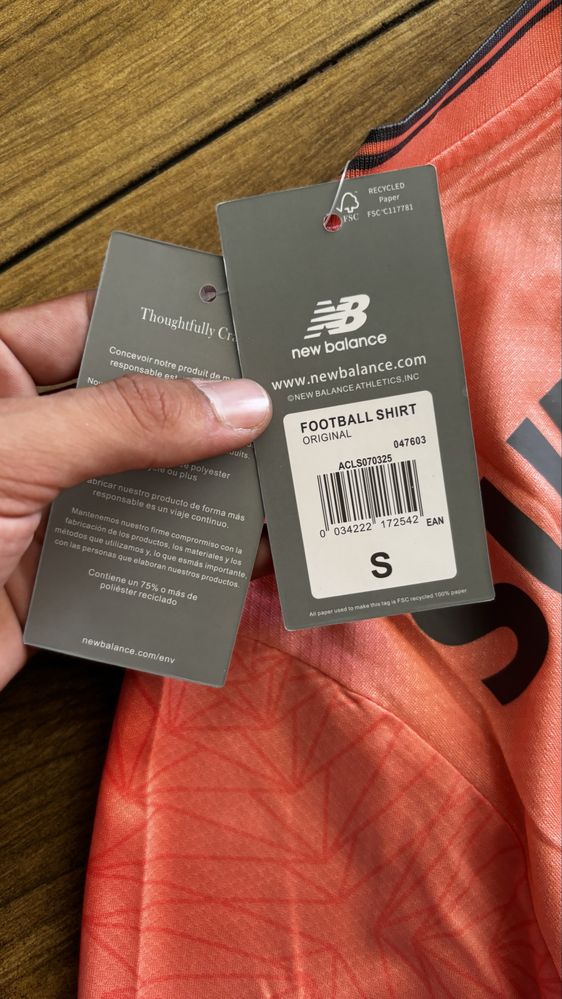 RECYCLED
Paper
FSC
FSC°C117781
NB
new balance
www.newbalance.com
©NEW BALANCE ATHLETICS,INC
FOOTBALL SHIRT
ORIGINAL
047603
ACLS070325
0 034222 172542 EAN
S
All paper used to make this tag is FSC recycled 100% paper
Thoughtfully
Concevoir notre produit de
responsable
polyester
ou plus
fabricar nuestro producto de forma más
responsable es un viaje continuo.
Mantenemos nuestro firme compromiso con la
fabricación de los productos, los materiales y los
métodos que utilizamos y, lo que esmás importante,
con las personas que elaboran nuestros productos.
Contiene un 75% o más de
poliéster reciclado
newbalance.com/env